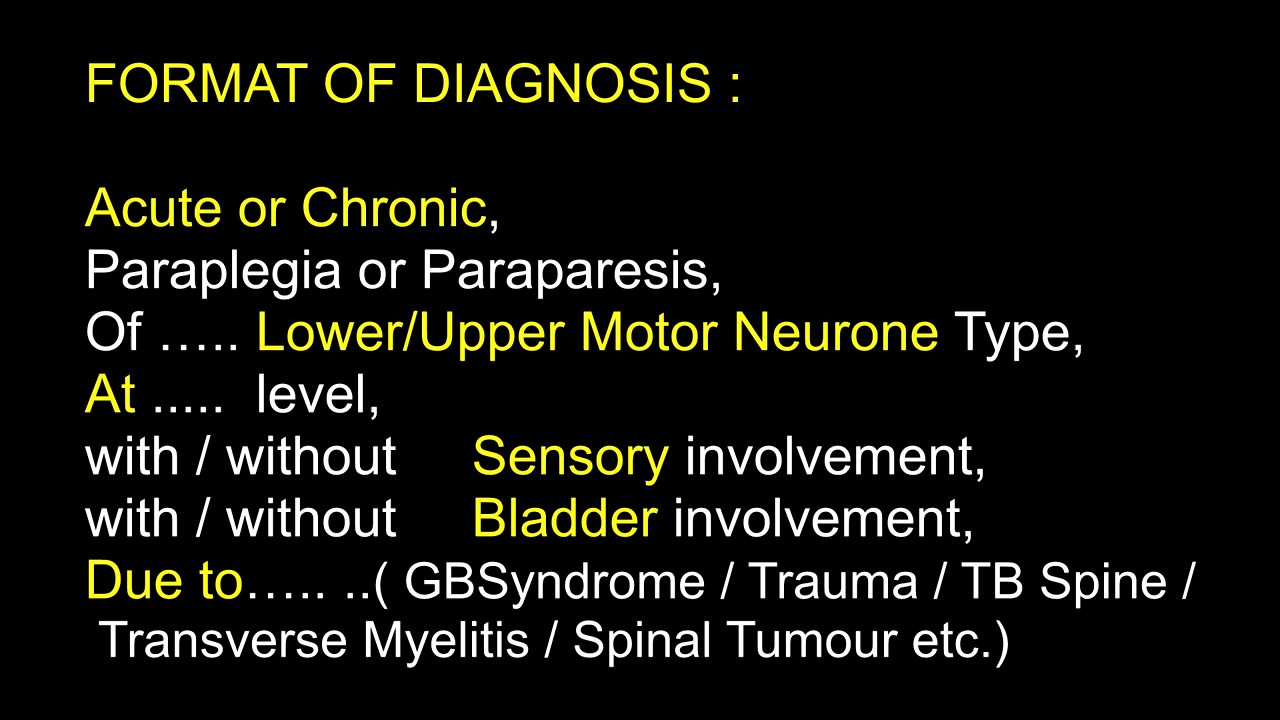 FORMAT OF DIAGNOSIS :
Acute or Chronic,
Paraplegia or Paraparesis,
Of ….. Lower/Upper Motor Neurone Type,
At ..... level,
with / without Sensory involvement,
with / without Bladder involvement,
Due to….. ..( GBSyndrome / Trauma / TB Spine /
Transverse Myelitis / Spinal Tumour etc.)